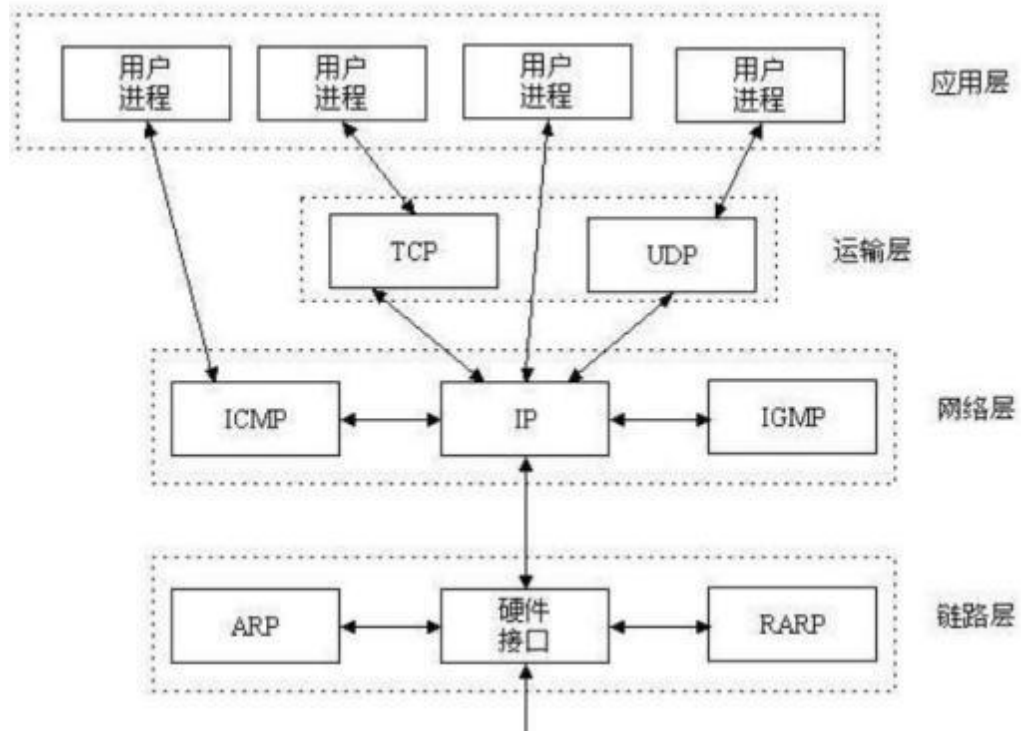 用户
进程
用户
进程
用户
进程
用户
进程
应用层
TCP
UDP
运输层
ICMP
IP
IGMP
网络层
ARP
硬件
接口
RARP
链路层